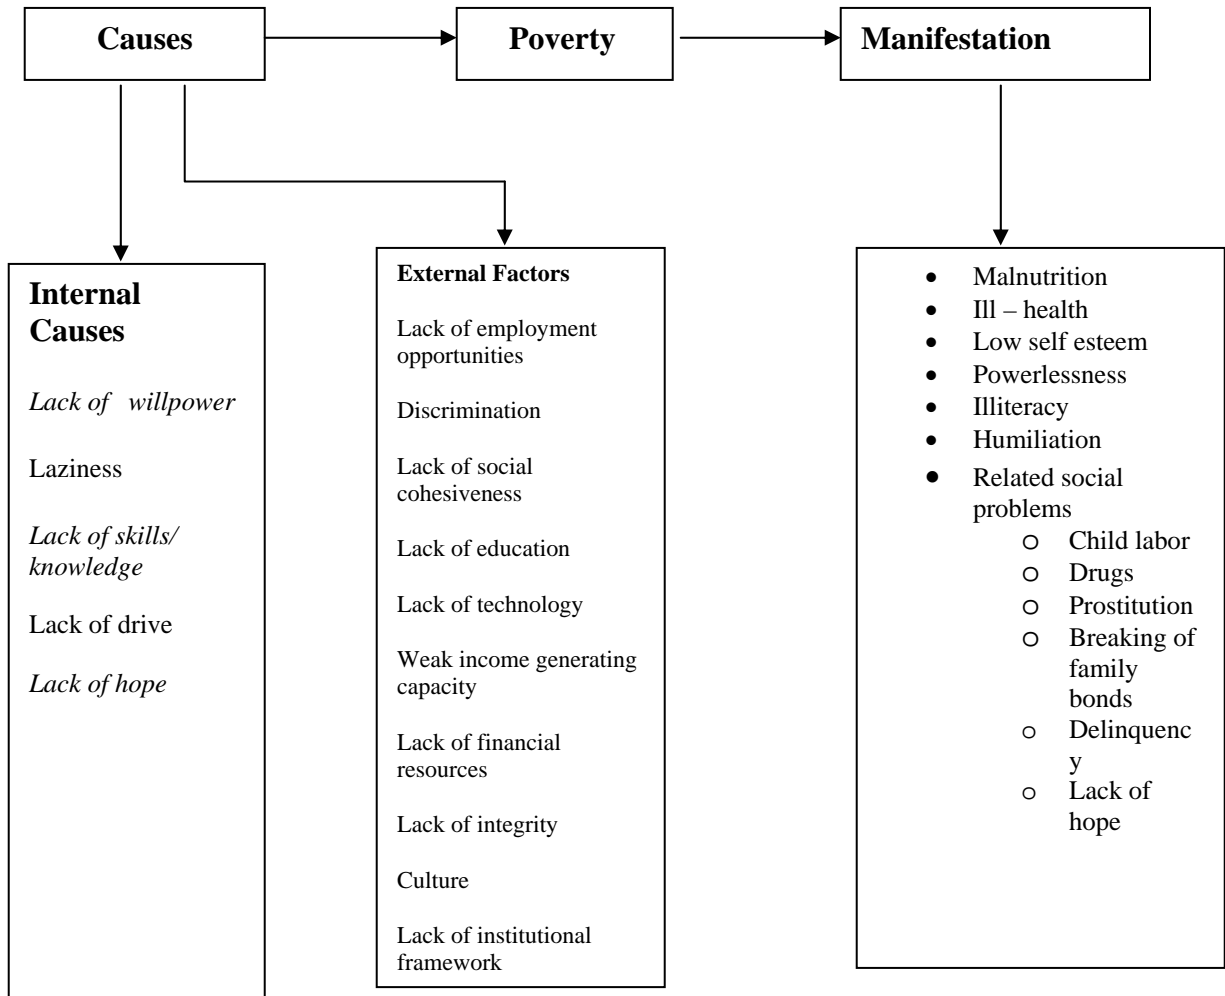 Causes
Poverty
Manifestation
Internal
Causes
Lack of willpower
Laziness
Lack of skills/
knowledge
Lack of drive
Lack of hope
External Factors
Lack of employment
opportunities
Discrimination
Lack of social
cohesiveness
Lack of education
Lack of technology
Weak income generating
capacity
Lack of financial
resources
Lack of integrity
Culture
Lack of institutional
framework
• Malnutrition
• Ill – health
• Low self esteem
• Powerlessness
• Illiteracy
• Humiliation
• Related social
problems
o Child labor
o Drugs
o Prostitution
o Breaking of
family
bonds
o Delinquenc
y
o Lack of
hope